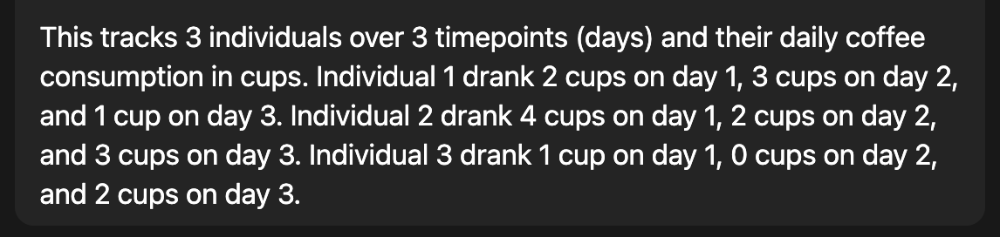 This tracks 3 individuals over 3 timepoints (days) and their daily coffee
consumption in cups. Individual 1 drank 2 cups on day 1, 3 cups on day 2,
and 1 cup on day 3. Individual 2 drank 4 cups on day 1, 2 cups on day 2,
and 3 cups on day 3. Individual 3 drank 1 cup on day 1, 0 cups on day 2,
and 2 cups on day 3.